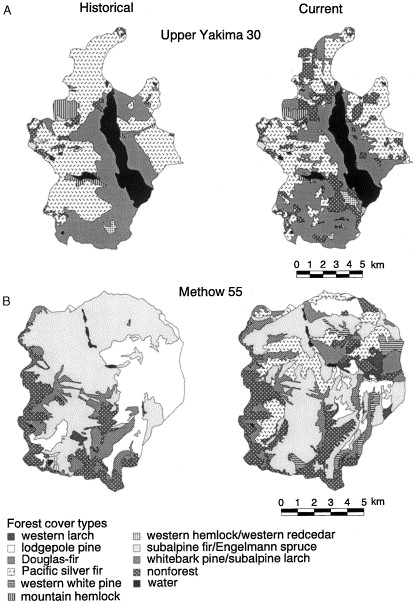 A
Historical
Current
Upper Yakima 30
0 1 2 3 4 5
km
B
Methow 55
0 1 2 3 4 5
km
Forest cover types
western larch
lodgepole pine
Douglas-fir
Pacific silver fir
western white pine
mountain hemlock
western hemlock/western redcedar
subalpine fir/Engelmann spruce
whitebark pine/subalpine larch
nonforest
water